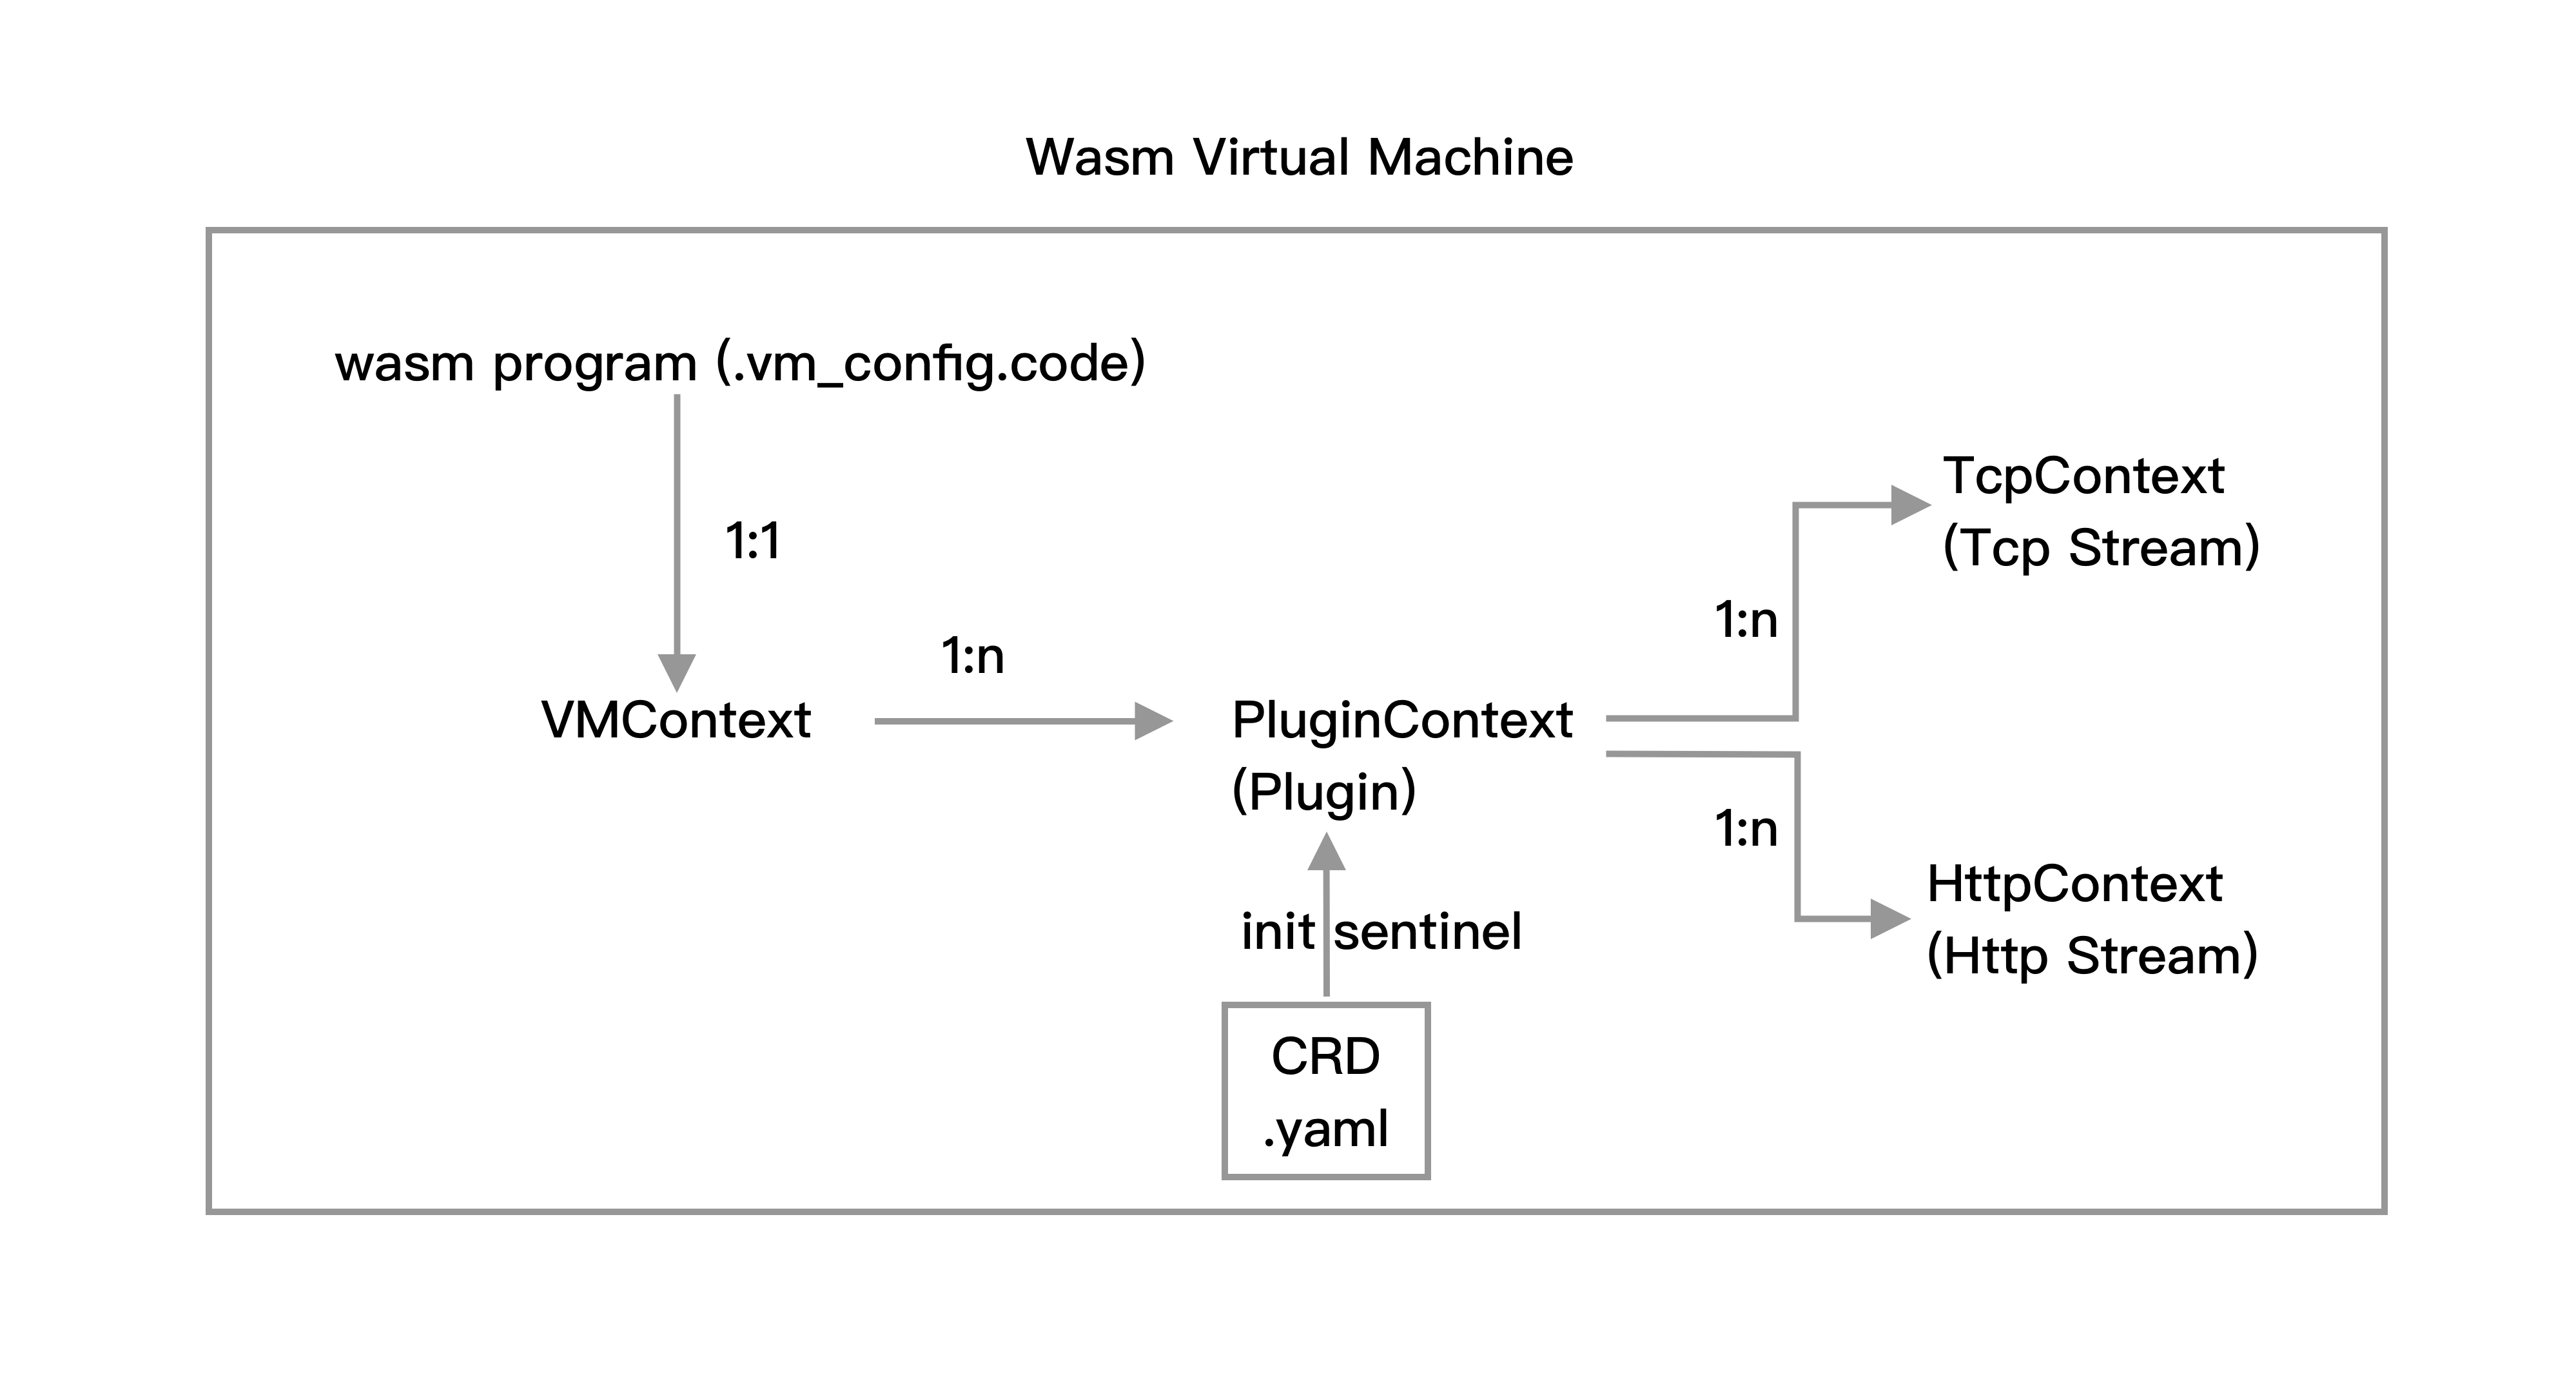 Wasm Virtual Machine
wasm program (.vm_config.code)
1:1
VMContext
1:n
PluginContext
(Plugin)
1:n
TcpContext
(Tcp Stream)
1:n
HttpContext
(Http Stream)
init sentinel
CRD
.yaml